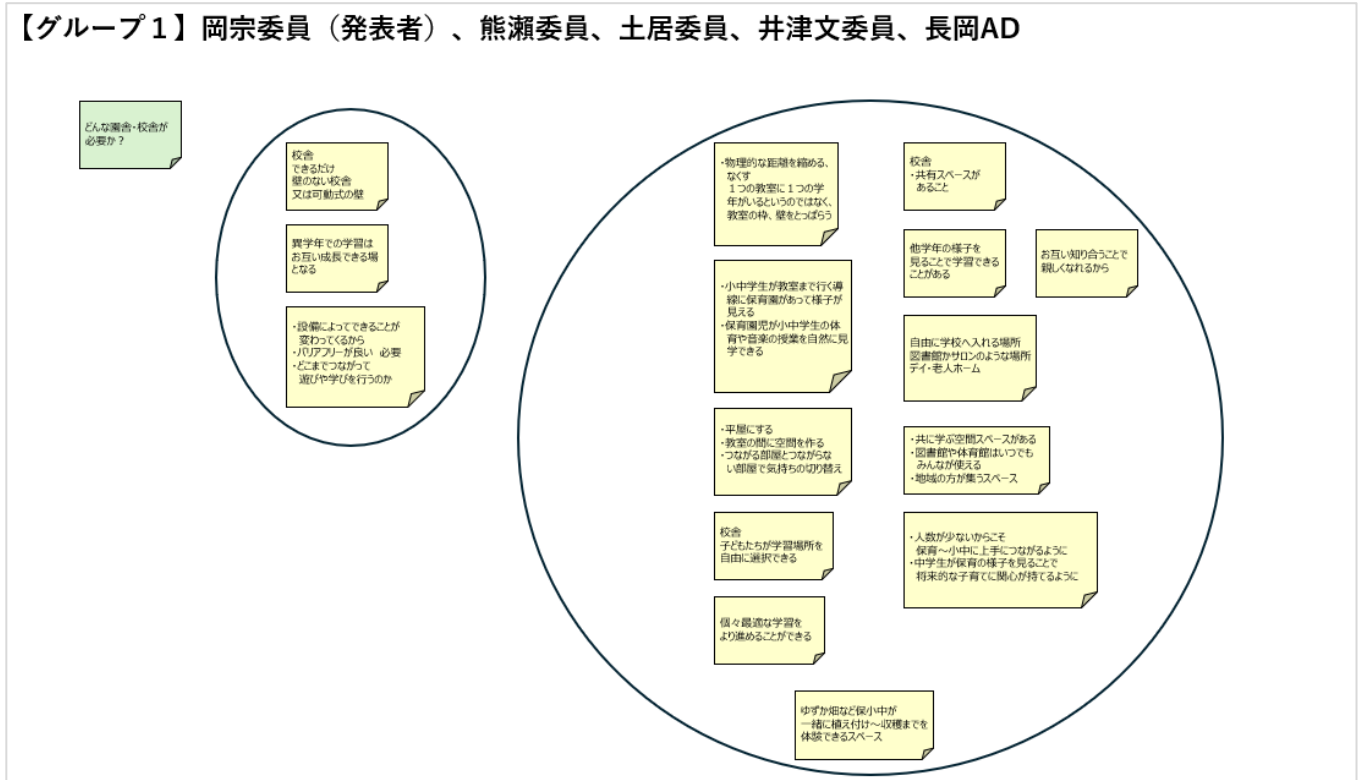 【グループ１】岡宗委員（発表者）、熊瀬委員、土居委員、井津文委員、長岡AD
どんな園舎・校舎が
必要か？
校舎
できるだけ
壁のない校舎
又は可動式の壁
異学年での学習は
お互い成長できる場
となる
・設備によってできることが
変わってくるから
・バリアフリーが良い　必要
・どこまでつながって
遊びや学びを行うのか
・物理的な距離を縮める、
なくす
１つの教室に１つの学
年がいるというのではなく、
教室の枠、壁をとっぱらう
・小中学生が教室まで行く導
線に保育園があって様子が
見える
・保育園児が小中学生の体
育や音楽の授業を自然に見
学できる
・平屋にする
・教室の間に空間を作る
・つながる部屋とつながらな
い部屋で気持ちの切り替え
校舎
子どもたちが学習場所を
自由に選択できる
個々最適な学習を
より進めることができる
校舎
・共有スペースが
あること
他学年の様子を
見ることで学習できる
ことがある
お互い知り合うことで
親しくなれるから
自由に学校へ入れる場所
図書館かサロンのような場所
デイ・老人ホーム
・共に学ぶ空間スペースがある
・図書館や体育館はいつでも
みんなが使える
・地域の方が集うスペース
・人数が少ないからこそ
保育～小中に上手につながるように
・中学生が保育の様子を見ることで
将来的な子育てに関心が持てるように
ゆずか畑など保小中が
一緒に植え付け～収穫までを
体験できるスペース